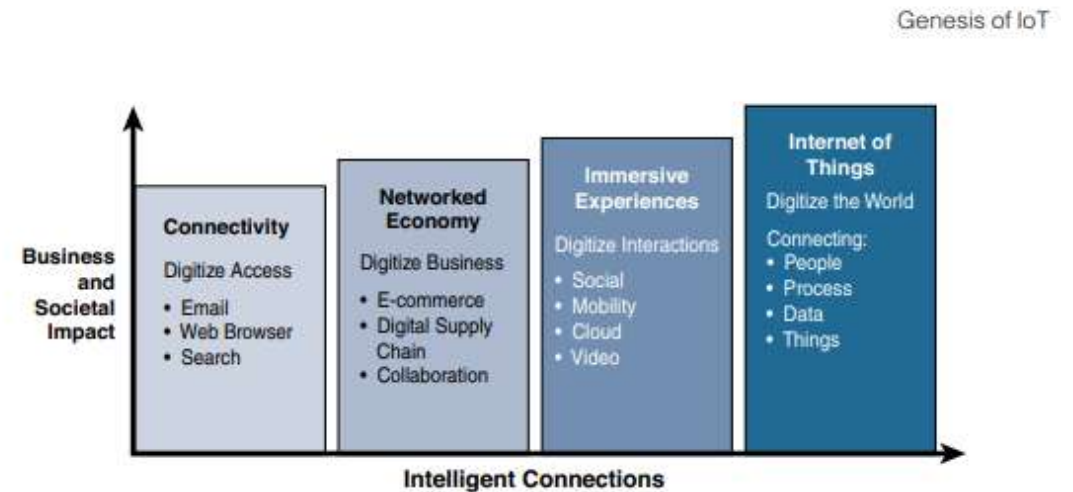 Genesis of IoT
Business
and
Societal
Impact
Connectivity
Digitize Access
• Email
• Web Browser
• Search
Networked
Economy
Digitize Business
• E-commerce
• Digital Supply
Chain
• Collaboration
Immersive
Experiences
Digitize Interactions
• Social
• Mobility
• Cloud
• Video
Internet of
Things
Digitize the World
Connecting:
• People
• Process
• Data
• Things
Intelligent Connections